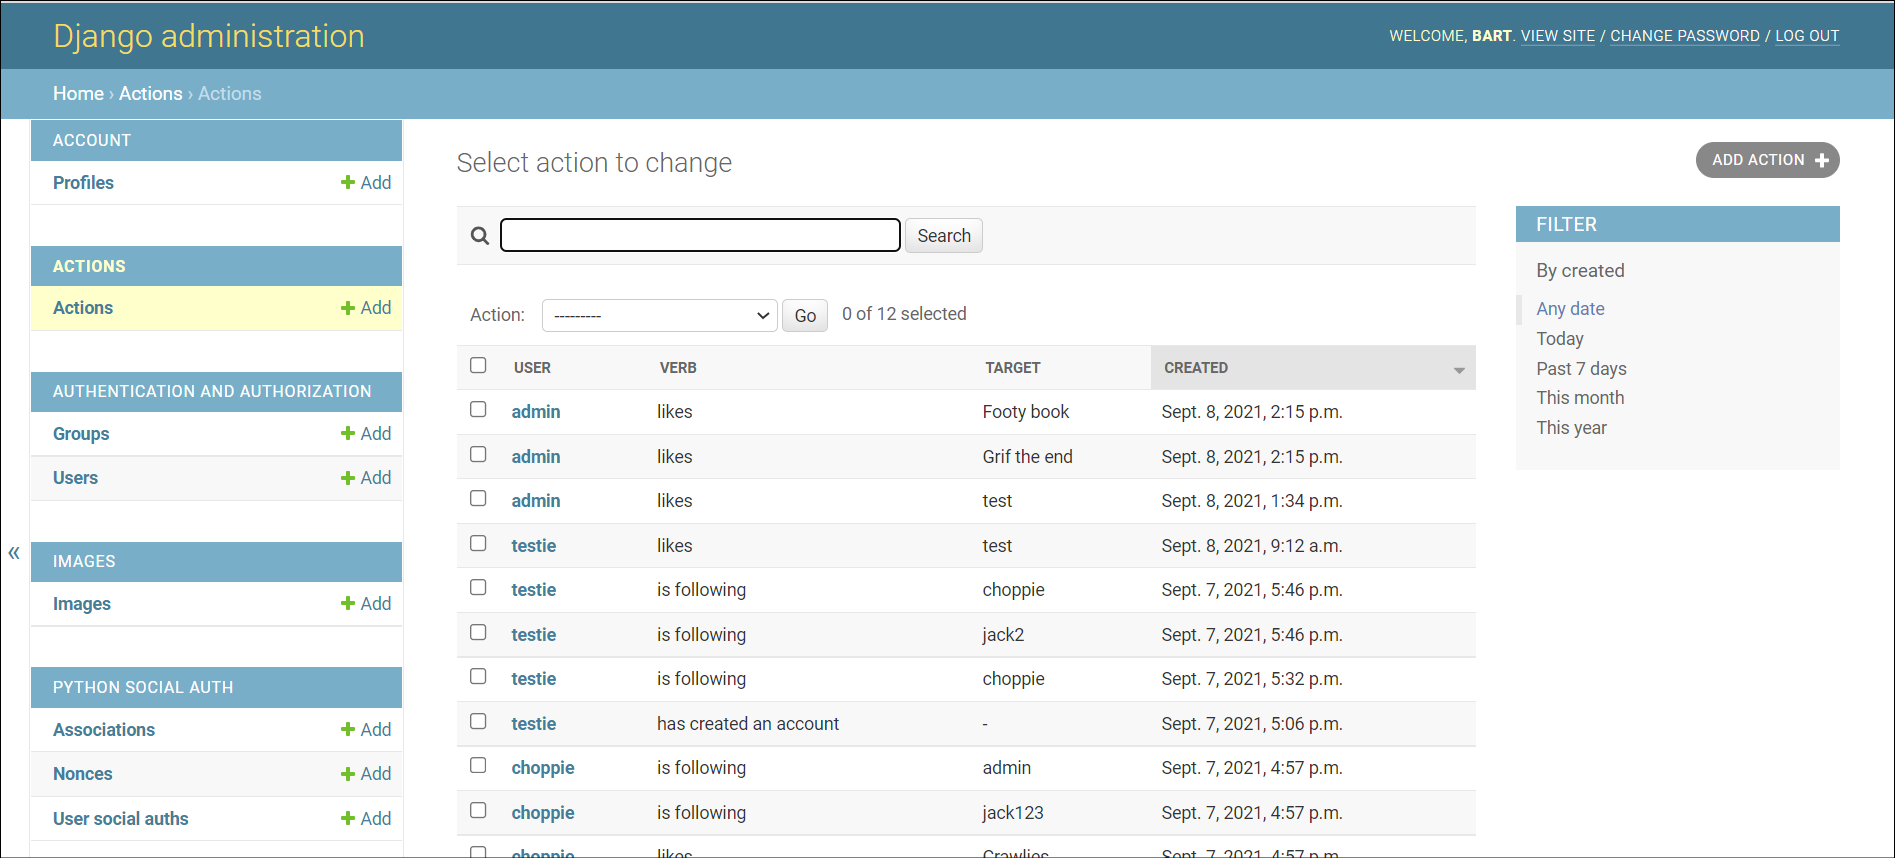 Django administration
WELCOME, BART. VIEW SITE / CHANGE PASSWORD / LOG OUT
Home › Actions › Actions
ACCOUNT
Profiles Add
ACTIONS
Actions Add
AUTHENTICATION AND AUTHORIZATION
Groups Add
Users Add
IMAGES
Images Add
PYTHON SOCIAL AUTH
Associations Add
Nonces Add
User social auths Add
«
Select action to change
ADD ACTION
Search
Action: --------- Go 0 of 12 selected
USER VERB TARGET CREATED
admin likes Footy book Sept. 8, 2021, 2:15 p.m.
admin likes Grif the end Sept. 8, 2021, 2:15 p.m.
admin likes test Sept. 8, 2021, 1:34 p.m.
testie likes test Sept. 8, 2021, 9:12 a.m.
testie is following choppie Sept. 7, 2021, 5:46 p.m.
testie is following jack2 Sept. 7, 2021, 5:46 p.m.
testie is following choppie Sept. 7, 2021, 5:32 p.m.
testie has created an account - Sept. 7, 2021, 5:06 p.m.
choppie is following admin Sept. 7, 2021, 4:57 p.m.
choppie is following jack123 Sept. 7, 2021, 4:57 p.m.
choppie likes Crawlies Sept. 7, 2021, 4:57 p.m.
FILTER
By created
Any date
Today
Past 7 days
This month
This year